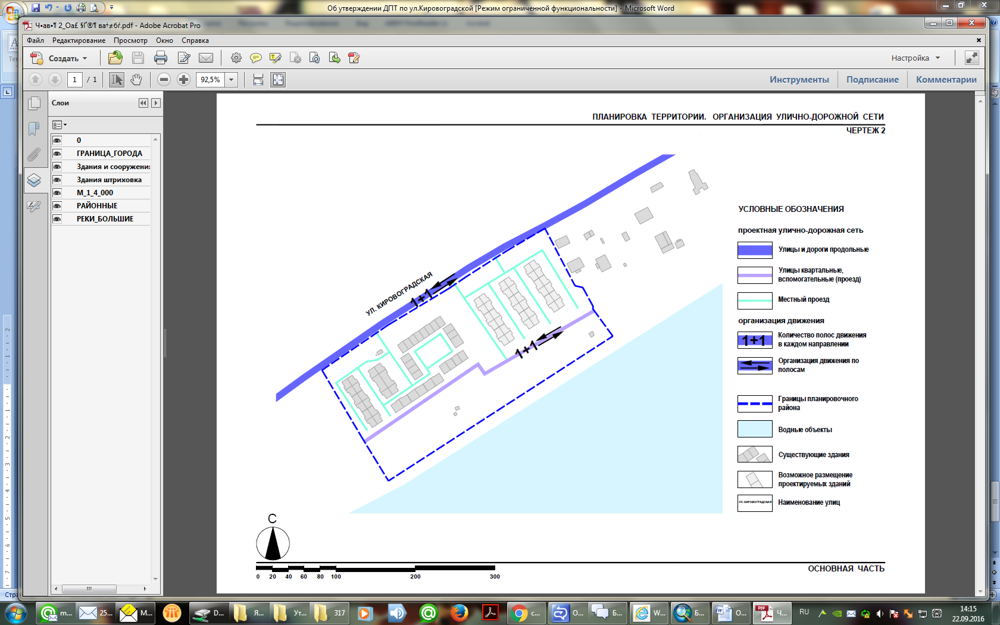 Об утверждении ДПТ по ул.Кировоградской [Режим ограниченной функциональности] - Microsoft Word
Ч•ав•¶ 2_Оа£ §Ґ®¶ ва†≠бѓ.pdf - Adobe Acrobat Pro
Файл Редактирование Просмотр Окно Справка
Создать
Настройка
1 / 1
92,5%
Инструменты Подписание Комментарии
Слои
0
ГРАНИЦА_ГОРОДА
Здания и сооружени
Здания штриховка
М_1_4_000
РАЙОННЫЕ
РЕКИ_БОЛЬШИЕ
ПЛАНИРОВКА ТЕРРИТОРИИ. ОРГАНИЗАЦИЯ УЛИЧНО-ДОРОЖНОЙ СЕТИ
ЧЕРТЕЖ 2
УЛ. КИРОВОГРАДСКАЯ
1+1
1+1
УСЛОВНЫЕ ОБОЗНАЧЕНИЯ
проектная улично-дорожная сеть
Улицы и дороги продольные
Улицы квартальные,
вспомогательные (проезд)
Местный проезд
организация движения
1+1
Количество полос движения
в каждом направлении
Организация движения по
полосам
Границы планировочного
района
Водные объекты
Существующие здания
Возможное размещение
проектируемых зданий
УЛ. КИРОВОГРАДСКАЯ
Наименование улиц
С
0 20 40 60 80 100 200 300
ОСНОВНАЯ ЧАСТЬ
Стра
m... 25... M... D... Я... Ут... 317 с... О... Б... W... Б... О... Ч...
RU
14:15
22.09.2016